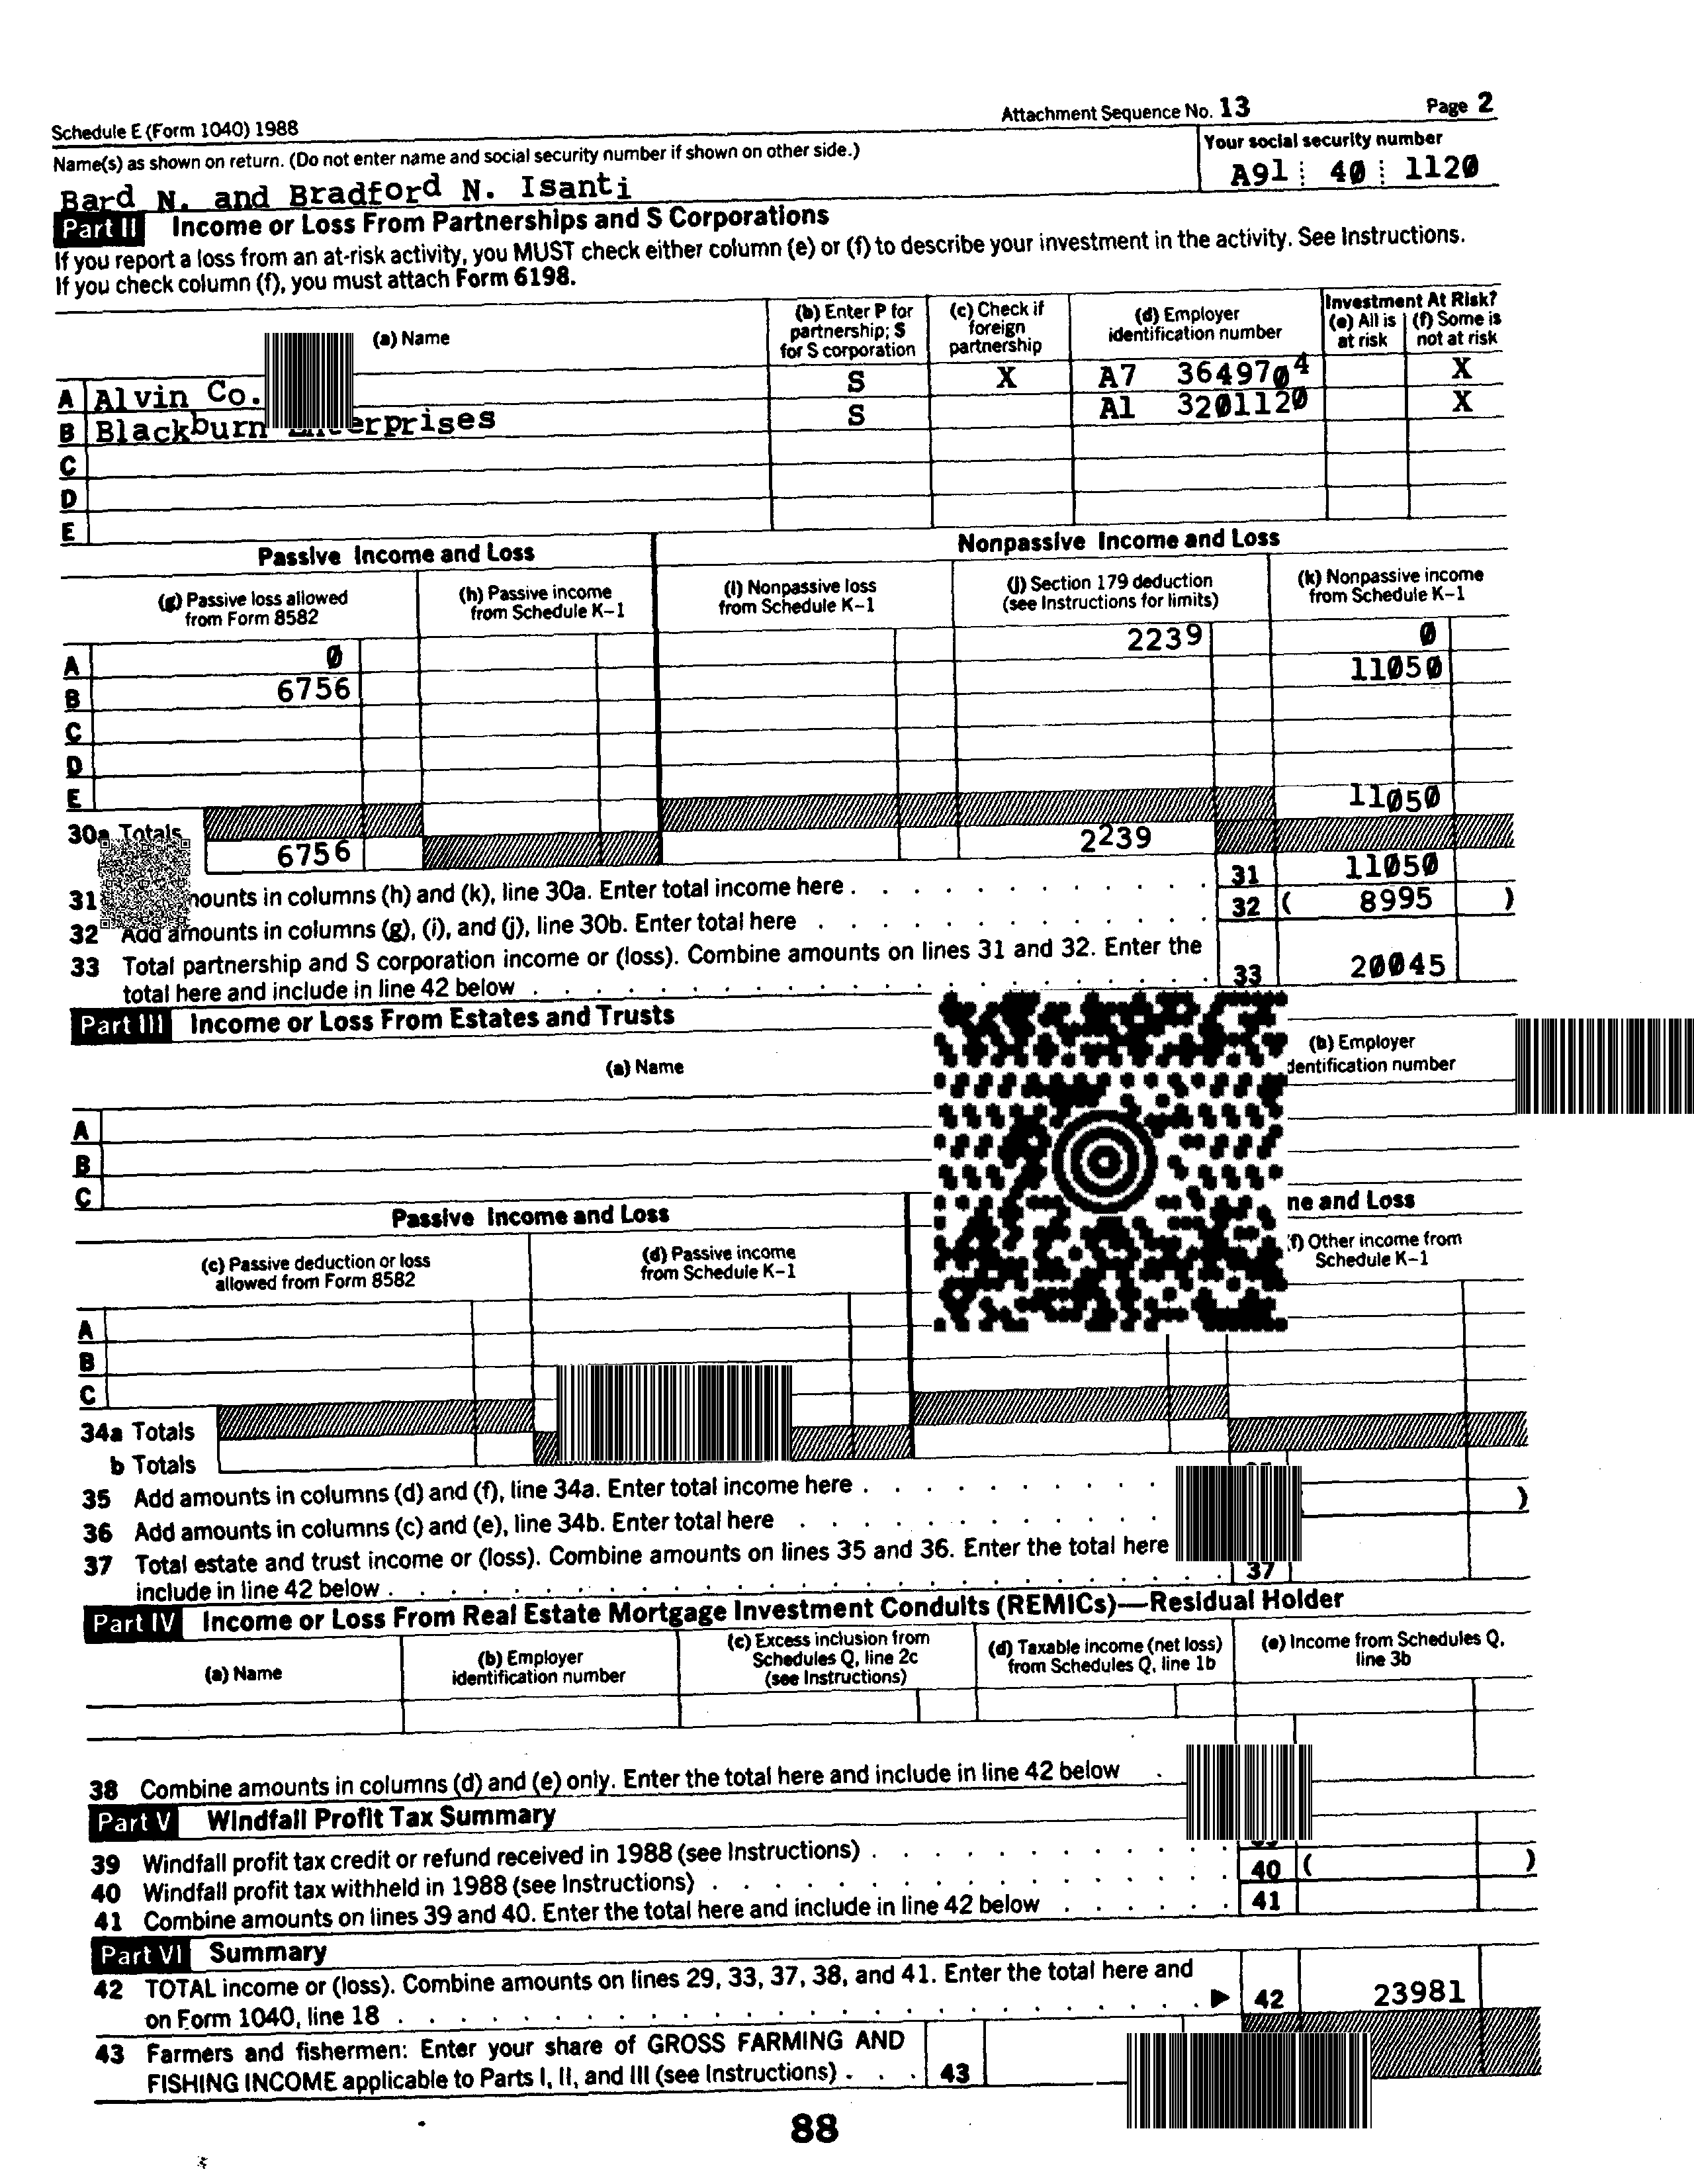 Schedule E (Form 1040) 1988 Attachment Sequence No. 13 Page 2
Name(s) as shown on return. (Do not enter name and social security number if shown on other side.) Your social security number
Bard N. and Bradford N. Isanti A91 40 1120
Part II Income or Loss From Partnerships and S Corporations
If you report a loss from an at-risk activity, you MUST check either column (e) or (f) to describe your investment in the activity. See Instructions.
If you check column (f), you must attach Form 6198.
(a) Name (b) Enter P for partnership; S for S corporation (c) Check if foreign partnership (d) Employer identification number Investment At Risk? (e) All is at risk (f) Some is not at risk
A Alvin Co. S X A7 3649704 X
B Blackburn S A1 3201120 X
C
D
E
Passive Income and Loss Nonpassive Income and Loss
(g) Passive loss allowed from Form 8582 (h) Passive income from Schedule K-1 (i) Nonpassive loss from Schedule K-1 (j) Section 179 deduction (see Instructions for limits) (k) Nonpassive income from Schedule K-1
A 0 2239 0
B 6756 11050
C
D
E
30a Totals 11050
6756 2239
31 amounts in columns (h) and (k), line 30a. Enter total income here . 31 11050
32 Add amounts in columns (g), (i), and (j), line 30b. Enter total here 32 ( 8995 )
33 Total partnership and S corporation income or (loss). Combine amounts on lines 31 and 32. Enter the
total here and include in line 42 below 33 20045
Part III Income or Loss From Estates and Trusts
(a) Name (b) Employer identification number
A
B
C
Passive Income and Loss and Loss
(c) Passive deduction or loss allowed from Form 8582 (d) Passive income from Schedule K-1 (f) Other income from Schedule K-1
A
B
C
34a Totals
b Totals
35 Add amounts in columns (d) and (f), line 34a. Enter total income here .
36 Add amounts in columns (c) and (e), line 34b. Enter total here )
37 Total estate and trust income or (loss). Combine amounts on lines 35 and 36. Enter the total here
include in line 42 below . 37
Part IV Income or Loss From Real Estate Mortgage Investment Conduits (REMICs)—Residual Holder
(a) Name (b) Employer identification number (c) Excess inclusion from Schedules Q, line 2c (see Instructions) (d) Taxable income (net loss) from Schedules Q, line 1b (e) Income from Schedules Q, line 3b
38 Combine amounts in columns (d) and (e) only. Enter the total here and include in line 42 below
Part V Windfall Profit Tax Summary
39 Windfall profit tax credit or refund received in 1988 (see Instructions) .
40 Windfall profit tax withheld in 1988 (see Instructions) 40 ( )
41 Combine amounts on lines 39 and 40. Enter the total here and include in line 42 below 41
Part VI Summary
42 TOTAL income or (loss). Combine amounts on lines 29, 33, 37, 38, and 41. Enter the total here and
on Form 1040, line 18 ▶ 42 23981
43 Farmers and fishermen: Enter your share of GROSS FARMING AND
FISHING INCOME applicable to Parts I, II, and III (see Instructions) . 43
88